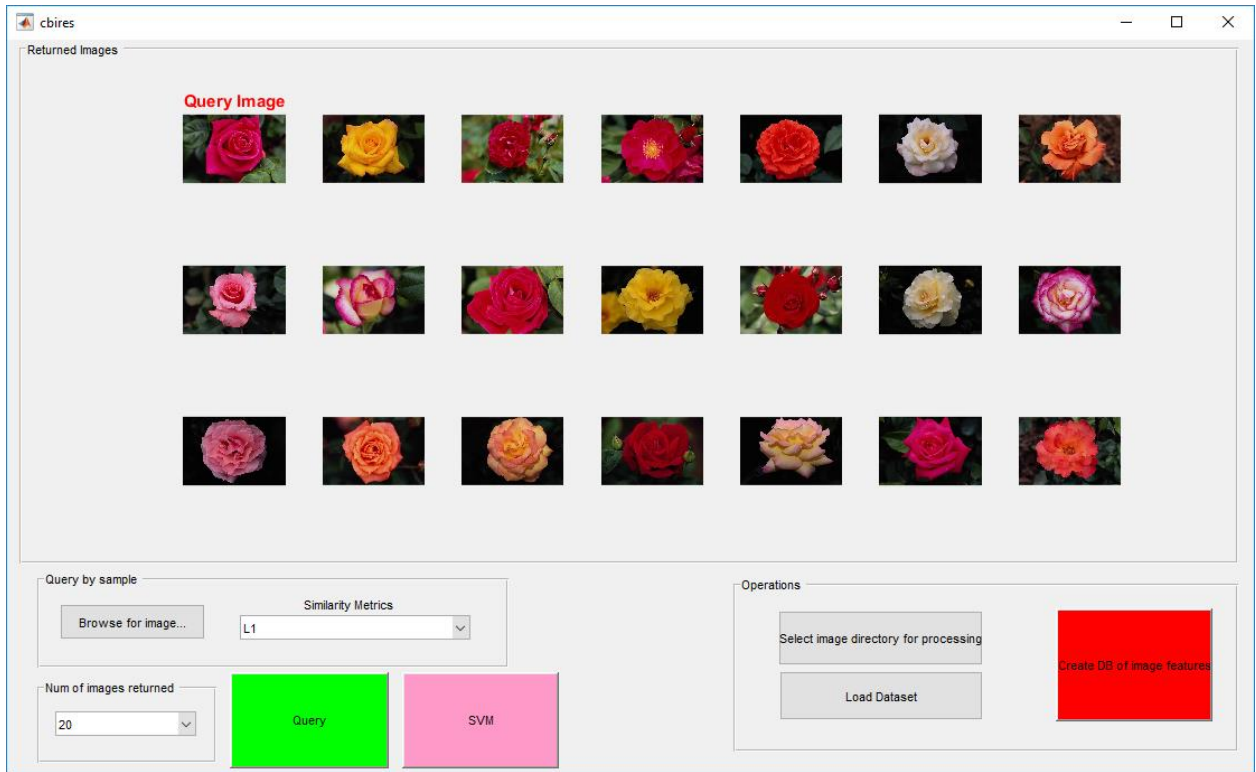 cbires
Returned Images
Query Image
Query by sample
Browse for image...
Similarity Metrics
L1
Num of images returned
20
Query
SVM
Operations
Select image directory for processing
Load Dataset
Create DB of image features